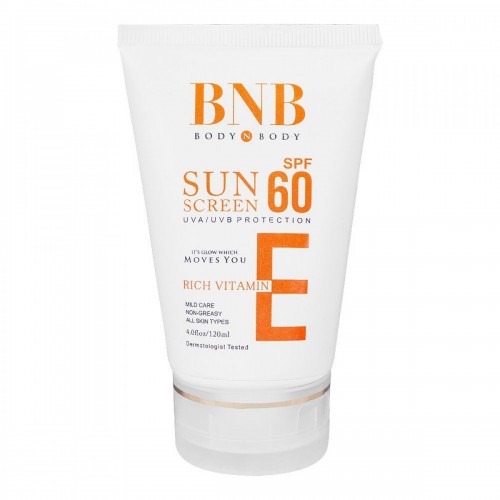 BNB
BODY N BODY
SPF
SUN 60
SCREEN
UVA/UVB PROTECTION
IT'S GLOW WHICH
MOVES YOU
RICH VITAMIN E
MILD CARE
NON-GREASY
ALL SKIN TYPES
4.0floz/120ml
Dermatologist Tested